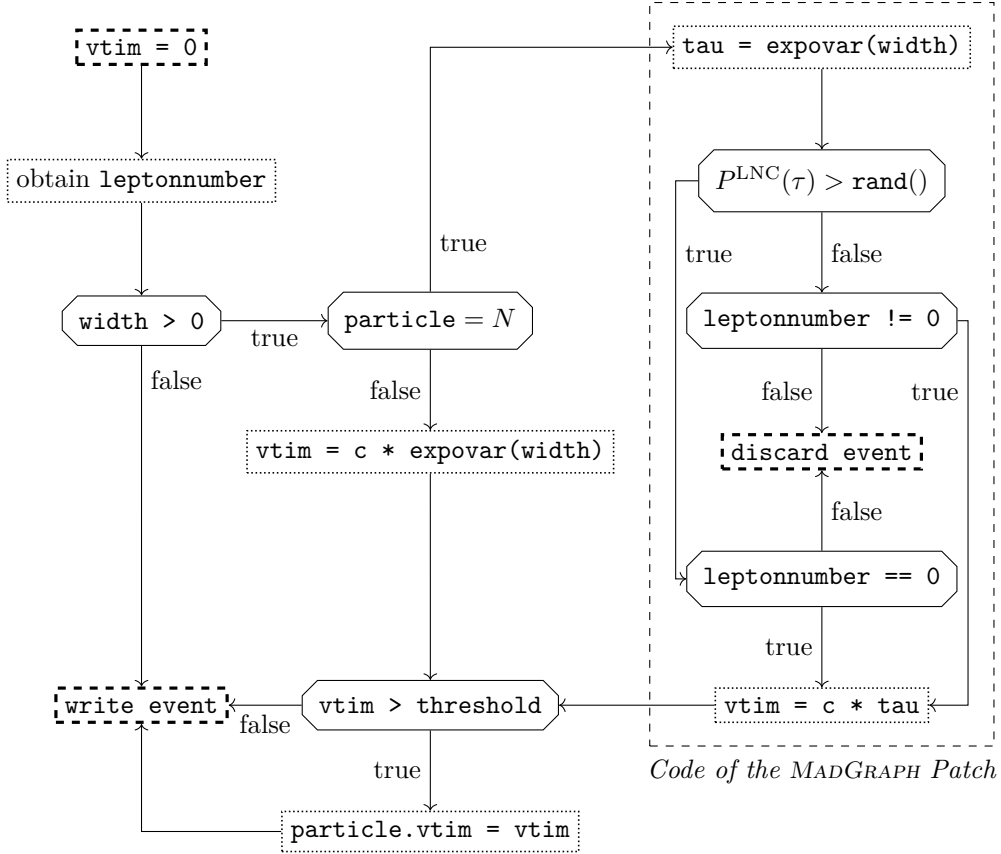 vtim = 0
tau = expovar(width)
obtain leptonnumber
P^LNC(τ) > rand()
true
true
false
width > 0
true
particle = N
leptonnumber != 0
false
false
false
true
vtim = c * expovar(width)
discard event
false
leptonnumber == 0
true
write event
false
vtim > threshold
vtim = c * tau
true
Code of the MADGRAPH Patch
particle.vtim = vtim